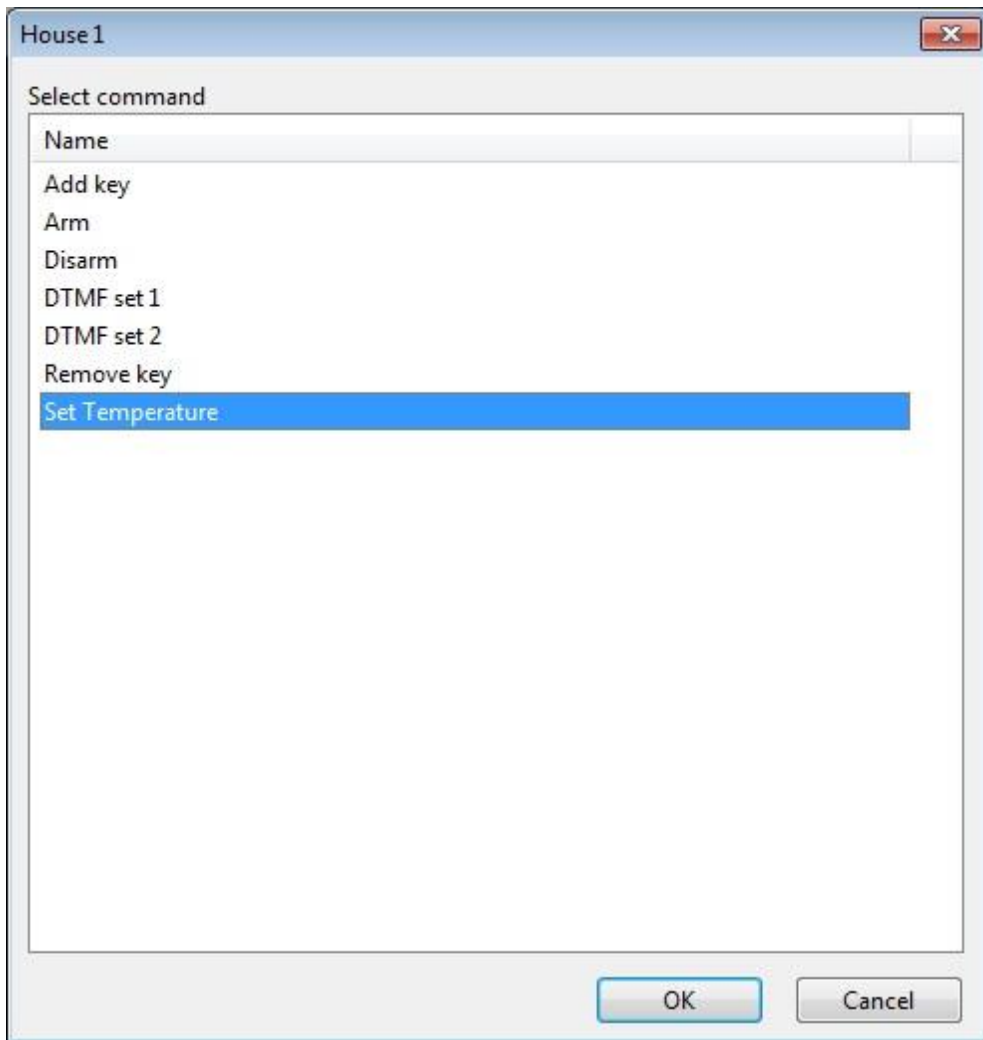 House 1
Select command
Name
Add key
Arm
Disarm
DTMF set 1
DTMF set 2
Remove key
Set Temperature
OK Cancel